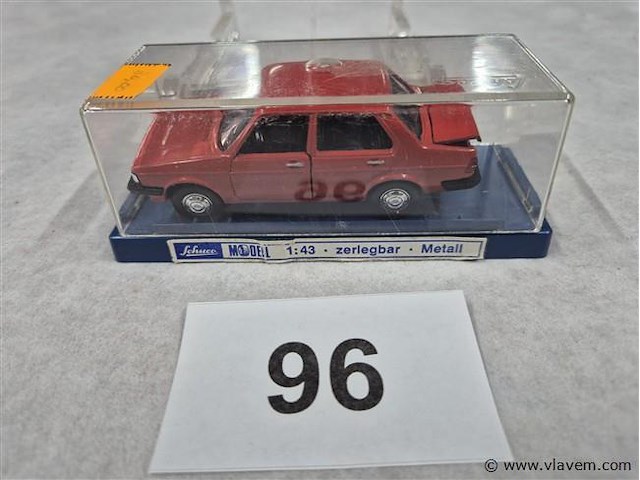 Schuco MODELL 1:43 · zerlegbar · Metall
96
© www.vlavem.com